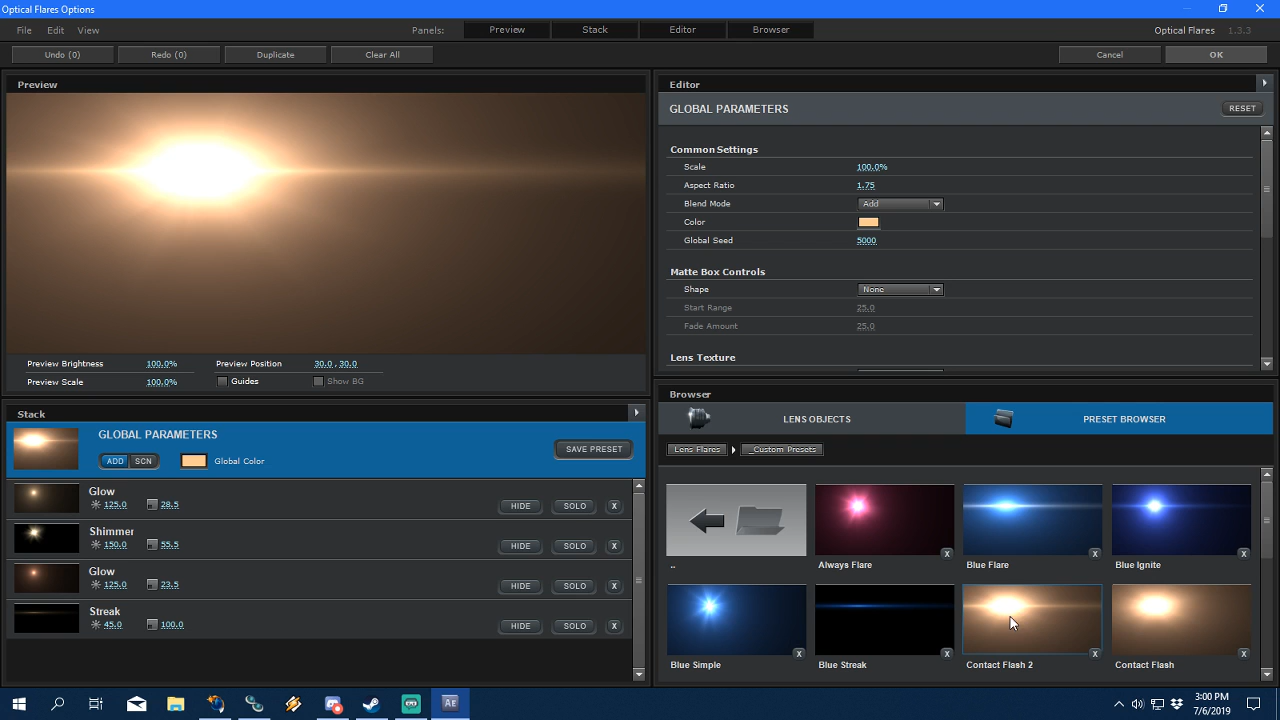 Optical Flares Options
File Edit View Panels: Preview Stack Editor Browser Optical Flares 1.3.3
Undo (0) Redo (0) Duplicate Clear All Cancel OK
Preview
Preview Brightness 100.0% Preview Position 30.0 , 30.0
Preview Scale 100.0% Guides Show BG
Stack
GLOBAL PARAMETERS
ADD SCN Global Color SAVE PRESET
Glow
125.0 28.5 HIDE SOLO X
Shimmer
150.0 55.5 HIDE SOLO X
Glow
125.0 23.5 HIDE SOLO X
Streak
45.0 100.0 HIDE SOLO X
Editor
GLOBAL PARAMETERS RESET
Common Settings
Scale 100.0%
Aspect Ratio 1.75
Blend Mode Add
Color
Global Seed 5000
Matte Box Controls
Shape None
Start Range 25.0
Fade Amount 25.0
Lens Texture
Browser
LENS OBJECTS PRESET BROWSER
Lens Flares _Custom Presets
X X X
.. Always Flare Blue Flare Blue Ignite
X X X X
Blue Simple Blue Streak Contact Flash 2 Contact Flash
Ae
3:00 PM
7/6/2019